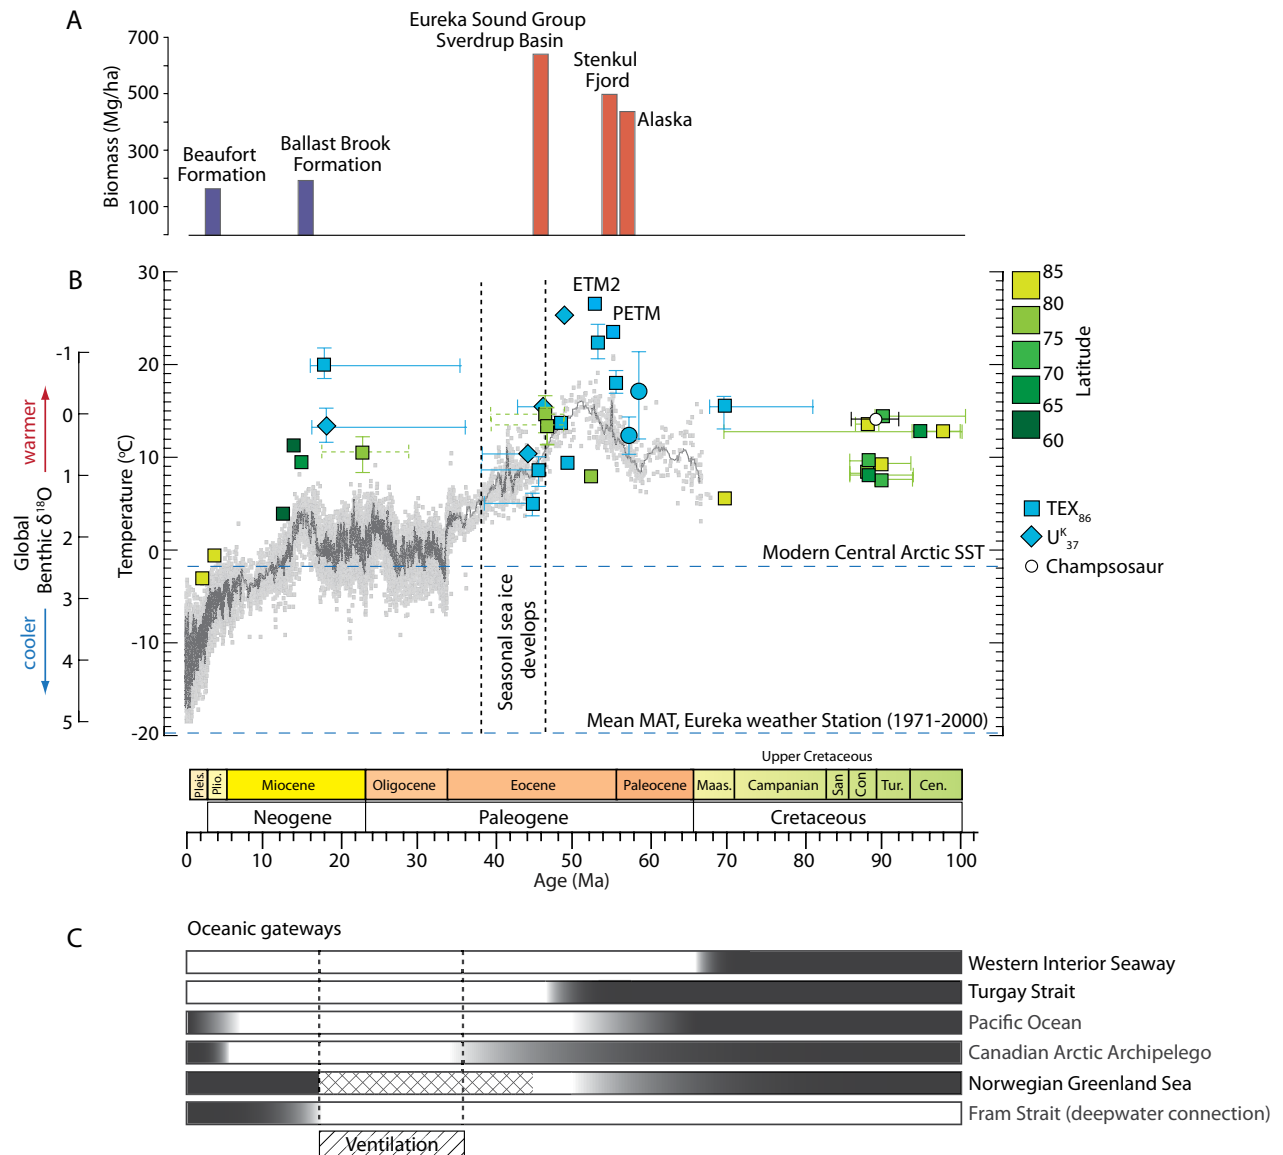 A
Eureka Sound Group
Sverdrup Basin
Stenkul
Fjord
Alaska
Ballast Brook
Formation
Beaufort
Formation
Biomass (Mg/ha)
700
500
300
100
B
30
20
10
0
-10
-20
Temperature (ºC)
-1
0
1
2
3
4
5
Global
Benthic δ18O
warmer
cooler
ETM2
PETM
Seasonal sea ice
develops
Modern Central Arctic SST
Mean MAT, Eureka weather Station (1971-2000)
85
80
75
70
65
60
Latitude
TEX86
UK37
Champsosaur
Upper Cretaceous
Pleis.
Plio.
Miocene
Oligocene
Eocene
Paleocene
Maas.
Campanian
San
Con
Tur.
Cen.
Neogene
Paleogene
Cretaceous
0 10 20 30 40 50 60 70 80 90 100
Age (Ma)
C
Oceanic gateways
Western Interior Seaway
Turgay Strait
Pacific Ocean
Canadian Arctic Archipelego
Norwegian Greenland Sea
Fram Strait (deepwater connection)
Ventilation